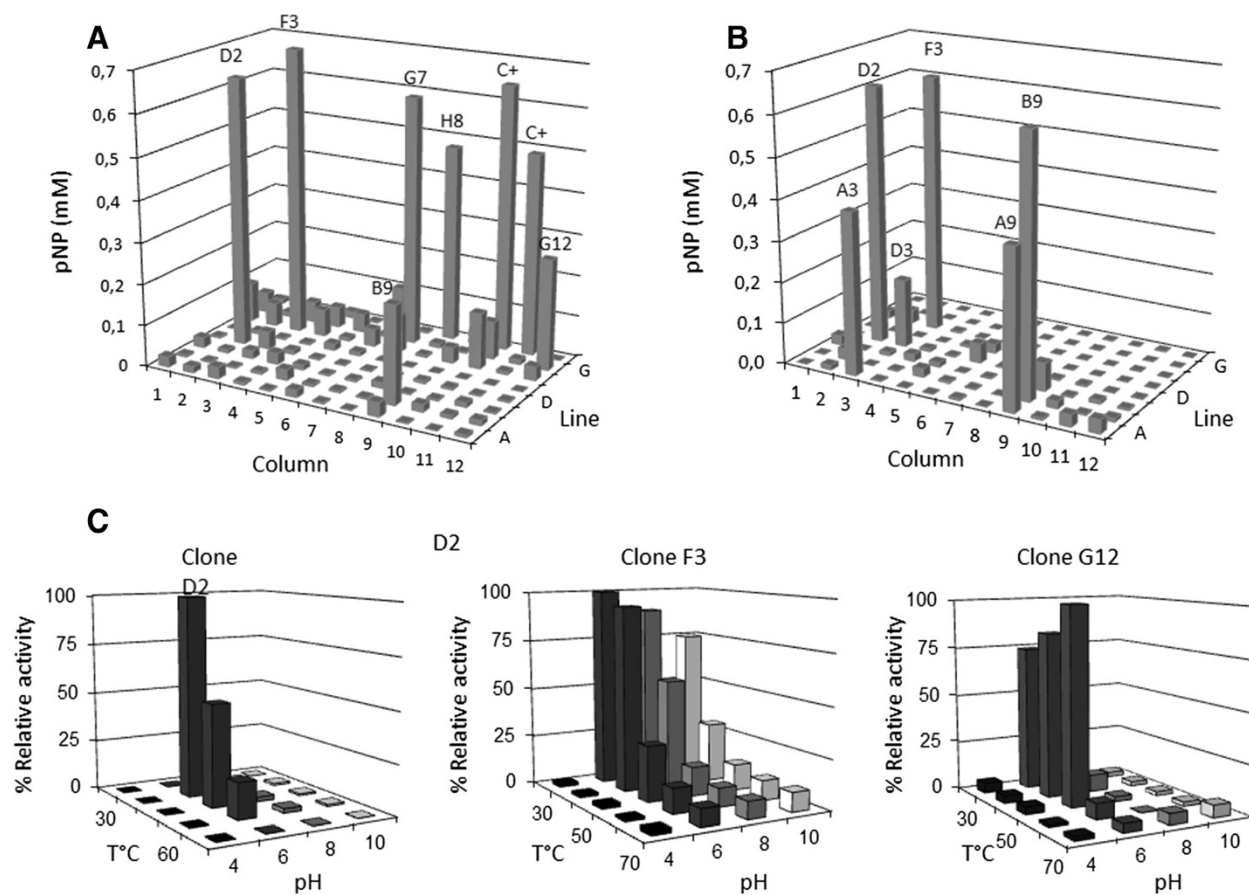 A
B
F3
D2
G7
C+
H8
C+
G12
B9
0,7
0,6
0,5
0,4
0,3
0,2
0,1
0
pNP (mM)
1 2 3 4 5 6 7 8 9 10 11 12
Column
A D G
Line
F3
D2
B9
A3
A9
D3
0,7
0,6
0,5
0,4
0,3
0,2
0,1
0,0
pNP (mM)
1 2 3 4 5 6 7 8 9 10 11 12
Column
A D G
Line
C
Clone
D2
D2
100
75
50
25
0
% Relative activity
30
60
T°C
4 6 8 10
pH
Clone F3
100
75
50
25
0
% Relative activity
30
50
70
T°C
4 6 8 10
pH
Clone G12
100
75
50
25
0
% Relative activity
30
50
70
T°C
4 6 8 10
pH